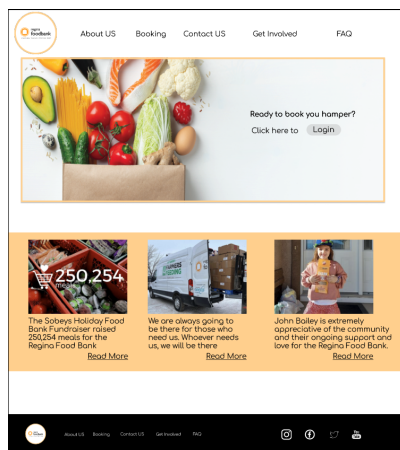 regina
foodbank
About US Booking Contact US Get Involved FAQ
Ready to book you hamper?
Click here to Login
250,254
meals
The Sobeys Holiday Food
Bank Fundraiser raised
250,254 meals for the
Regina Food Bank
Read More
We are always going to
be there for those who
need us. Whoever needs
us, we will be there
Read More
John Bailey is extremely
appreciative of the community
and their ongoing support and
love for the Regina Food Bank.
Read More
About US Booking Contact US Get Involved FAQ
You
Tube